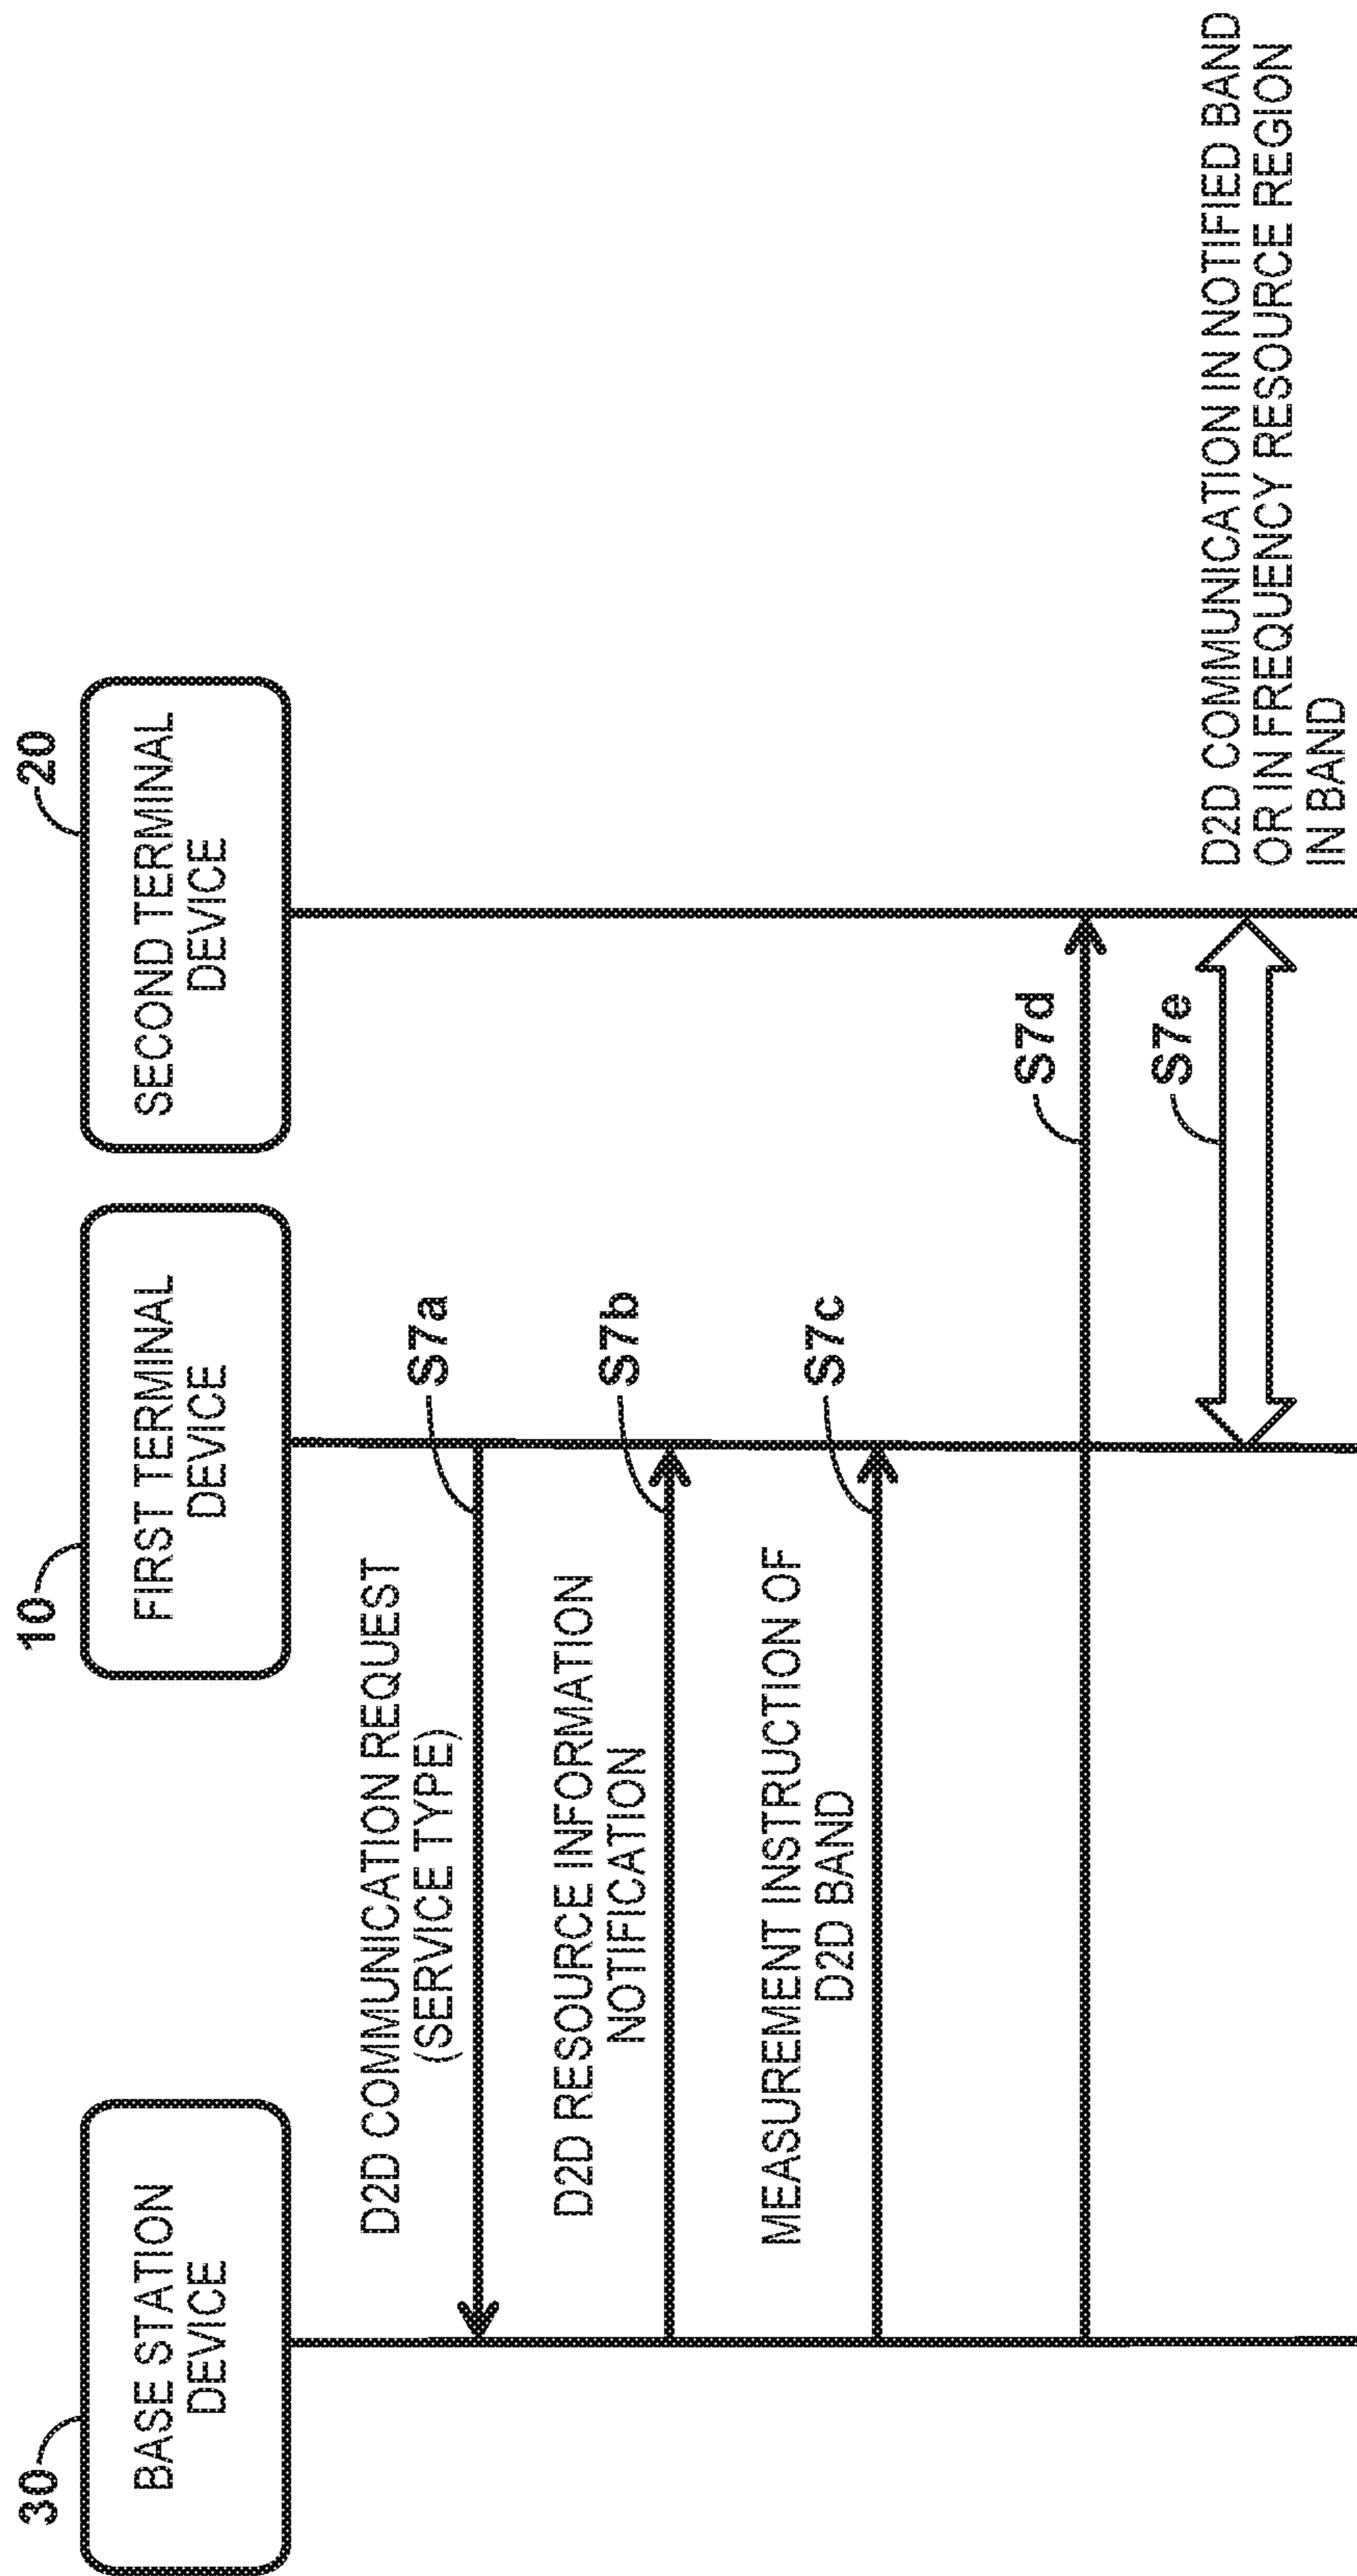 30
BASE STATION
DEVICE
10
FIRST TERMINAL
DEVICE
20
SECOND TERMINAL
DEVICE
D2D COMMUNICATION REQUEST
(SERVICE TYPE)
S7a
D2D RESOURCE INFORMATION
NOTIFICATION
S7b
MEASUREMENT INSTRUCTION OF
D2D BAND
S7c
S7d
S7e
D2D COMMUNICATION IN NOTIFIED BAND
OR IN FREQUENCY RESOURCE REGION
IN BAND